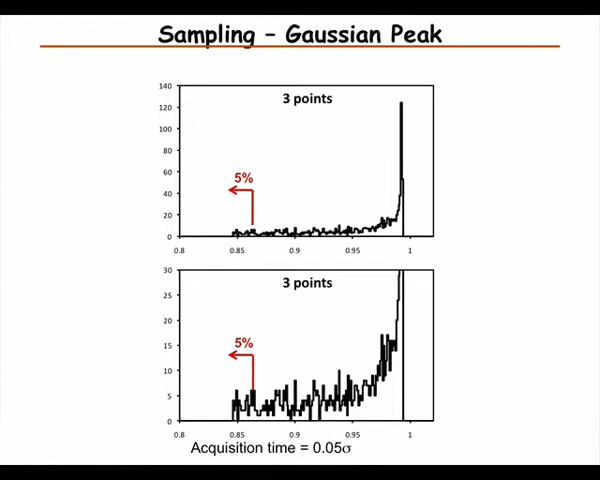 Sampling – Gaussian Peak
140
120
100
80
60
40
20
0
3 points
5%
0.8 0.85 0.9 0.95 1
30
25
20
15
10
5
0
3 points
5%
0.8 0.85 0.9 0.95 1
Acquisition time = 0.05σ